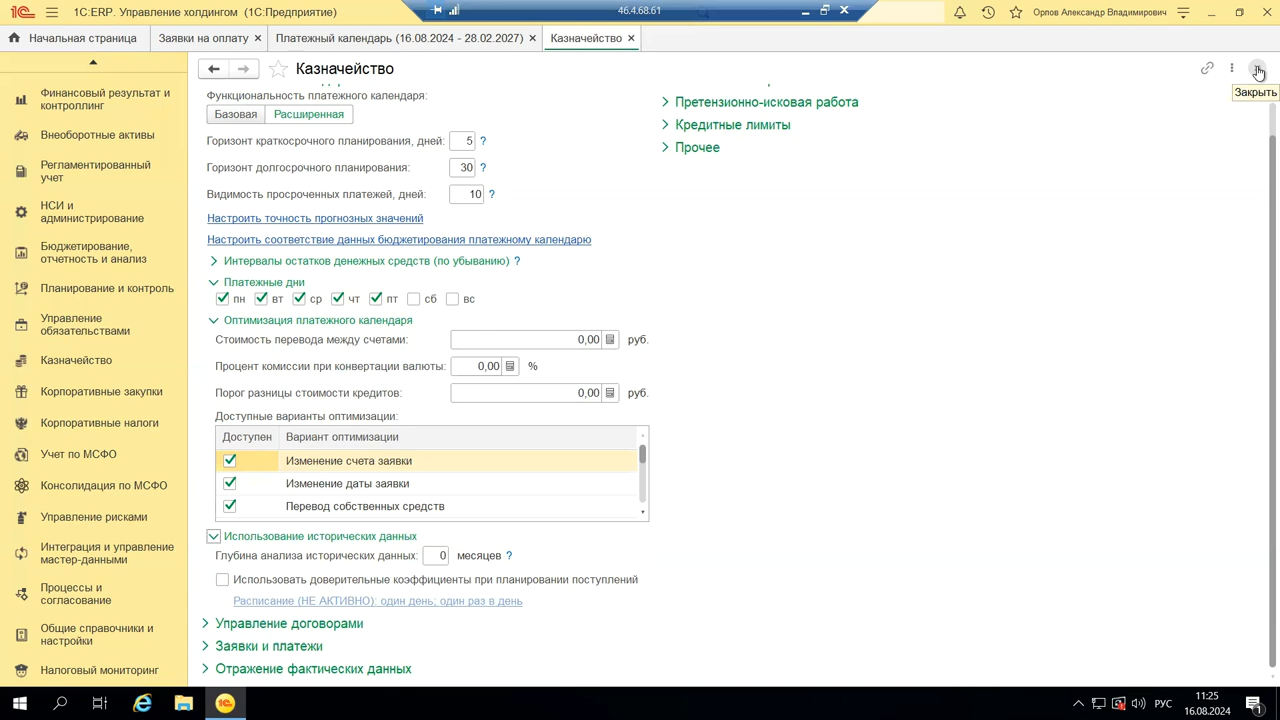 1С:ERP. Управление холдингом (1С:Предприятие)
46.4.68.61
Орлов Александр Владимирович
Начальная страница
Заявки на оплату
Платежный календарь (16.08.2024 - 28.02.2027)
Казначейство
Казначейство
Закрыть
Финансовый результат и
контроллинг
Внеоборотные активы
Регламентированный
учет
НСИ и
администрирование
Бюджетирование,
отчетность и анализ
Планирование и контроль
Управление
обязательствами
Казначейство
Корпоративные закупки
Корпоративные налоги
Учет по МСФО
Консолидация по МСФО
Управление рисками
Интеграция и управление
мастер-данными
Процессы и
согласование
Общие справочники и
настройки
Налоговый мониторинг
Функциональность платежного календаря:
Базовая Расширенная
Горизонт краткосрочного планирования, дней: 5 ?
Горизонт долгосрочного планирования: 30 ?
Видимость просроченных платежей, дней: 10 ?
Настроить точность прогнозных значений
Настроить соответствие данных бюджетирования платежному календарю
Интервалы остатков денежных средств (по убыванию) ?
Платежные дни
пн вт ср чт пт сб вс
Оптимизация платежного календаря
Стоимость перевода между счетами: 0,00 руб.
Процент комиссии при конвертации валюты: 0,00 %
Порог разницы стоимости кредитов: 0,00 руб.
Доступные варианты оптимизации:
Доступен Вариант оптимизации
Изменение счета заявки
Изменение даты заявки
Перевод собственных средств
Использование исторических данных
Глубина анализа исторических данных: 0 месяцев ?
Использовать доверительные коэффициенты при планировании поступлений
Расписание (НЕ АКТИВНО): один день; один раз в день
Управление договорами
Заявки и платежи
Отражение фактических данных
Претензионно-исковая работа
Кредитные лимиты
Прочее
РУС
11:25
16.08.2024
1